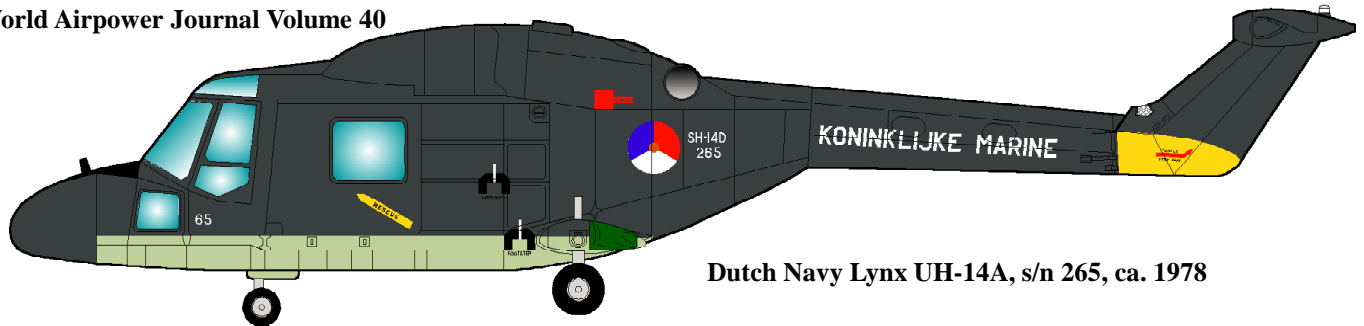 orld Airpower Journal Volume 40
SH-14D
265
KONINKLIJKE MARINE
65
RESCUE
FOOTSTEP
Dutch Navy Lynx UH-14A, s/n 265, ca. 1978